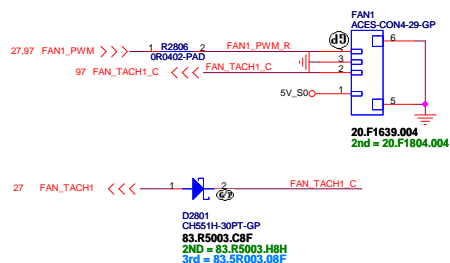 FAN1
ACES-CON4-29-GP
GP
6
27,97 FAN1_PWM 1 R2806 2 FAN1_PWM_R
0R0402-PAD
3
97 FAN_TACH1_C FAN_TACH1_C 2
5V_S0 1
5
20.F1639.004
2nd = 20.F1804.004
27 FAN_TACH1 1 2 FAN_TACH1_C
GP
D2801
CH551H-30PT-GP
83.R5003.C8F
2ND = 83.R5003.H8H
3rd = 83.5R003.08F